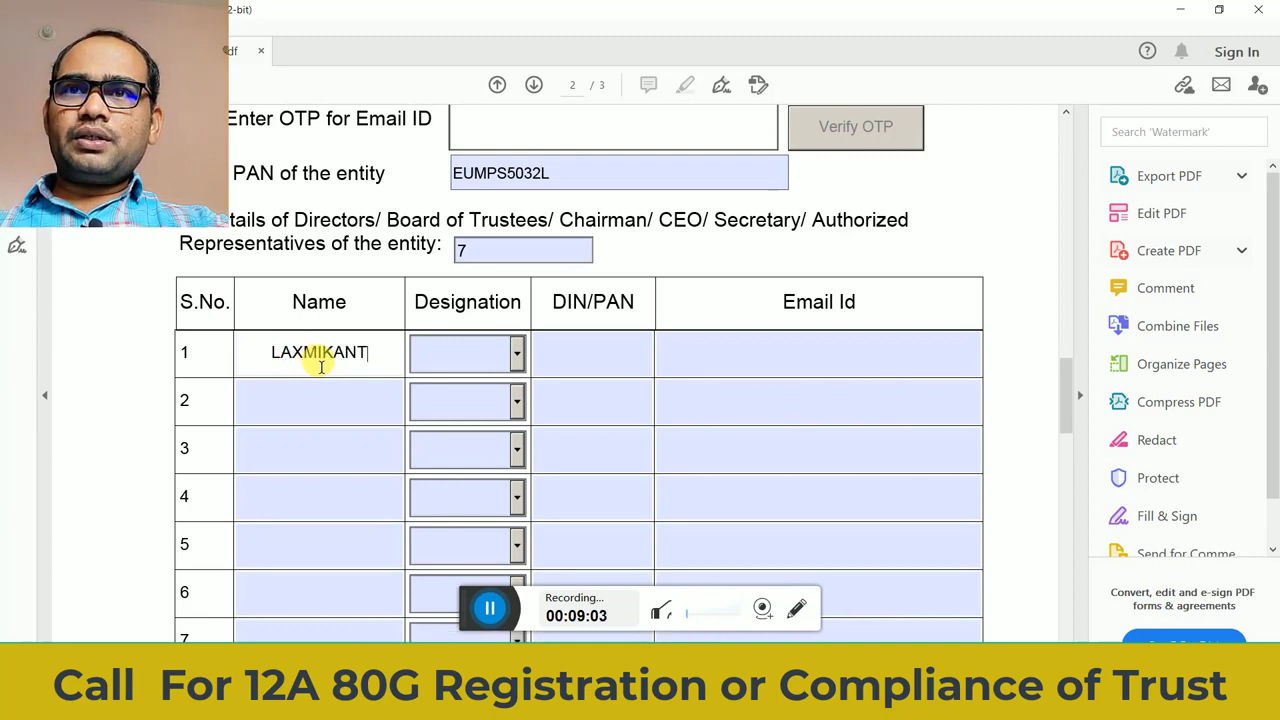 -bit)
df
Sign In
2 / 3
Search 'Watermark'
Enter OTP for Email ID
Verify OTP
PAN of the entity
EUMPS5032L
tails of Directors/ Board of Trustees/ Chairman/ CEO/ Secretary/ Authorized
Representatives of the entity:
7
S.No. Name Designation DIN/PAN Email Id
1 LAXMIKANT
2
3
4
5
6
7
Export PDF
Edit PDF
Create PDF
Comment
Combine Files
Organize Pages
Compress PDF
Redact
Protect
Fill & Sign
Send for Comme
Convert, edit and e-sign PDF
forms & agreements
Recording...
00:09:03
Call For 12A 80G Registration or Compliance of Trust